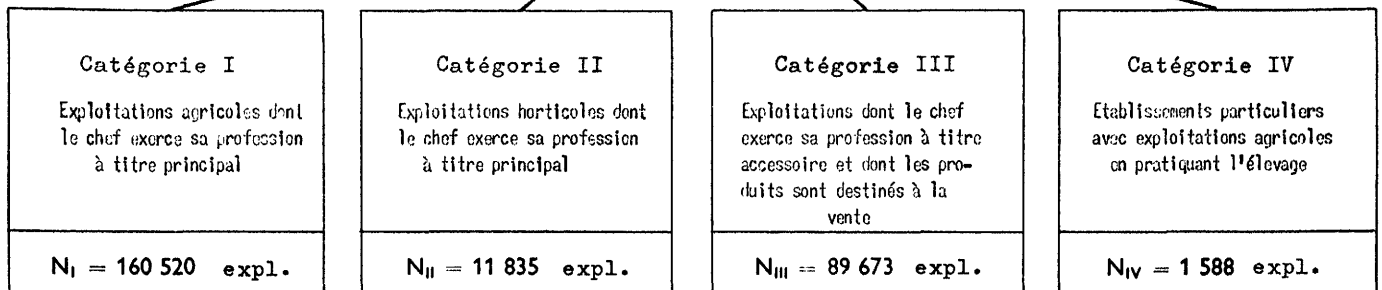 Catégorie I
Exploitations agricoles dont
le chef exerce sa profession
à titre principal
N_I = 160 520 expl.
Catégorie II
Exploitations horticoles dont
le chef exerce sa profession
à titre principal
N_II = 11 835 expl.
Catégorie III
Exploitations dont le chef
exerce sa profession à titre
accessoire et dont les pro-
duits sont destinés à la
vente
N_III = 89 673 expl.
Catégorie IV
Etablissements particuliers
avec exploitations agricoles
on pratiquant l'élevage
N_IV = 1 588 expl.